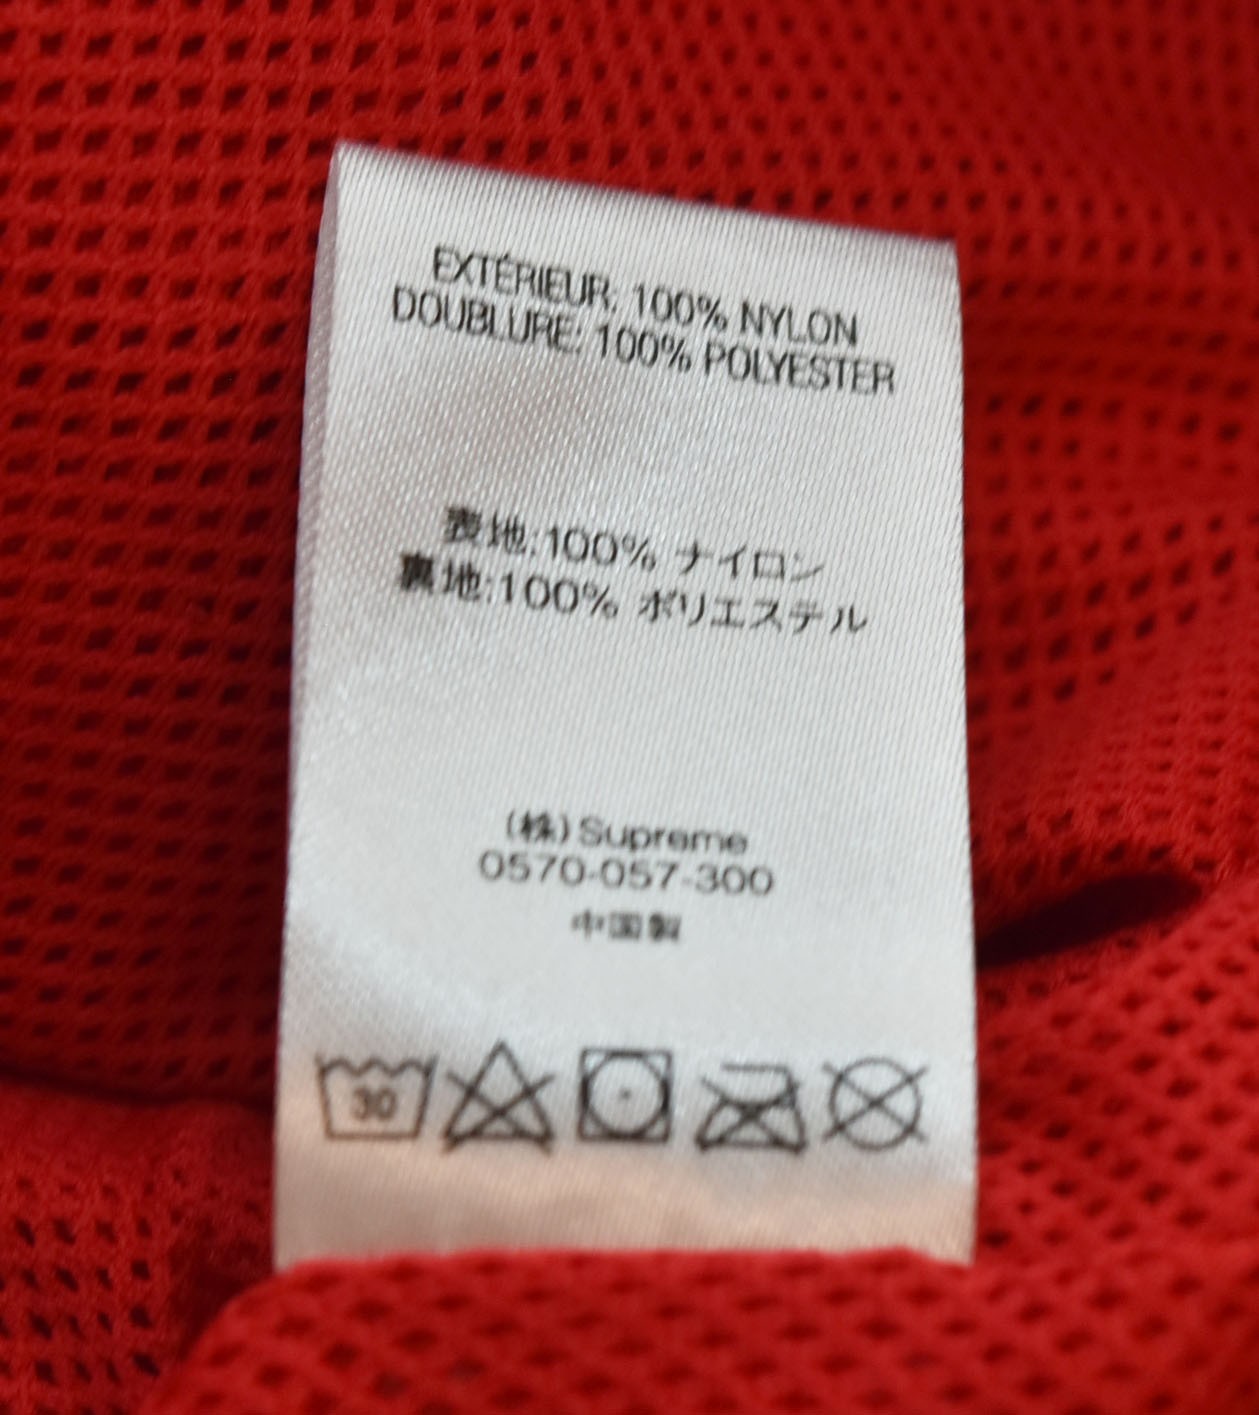 EXTÉRIEUR: 100% NYLON
DOUBLURE: 100% POLYESTER
表地:100% ナイロン
裏地:100% ポリエステル
(株)Supreme
0570-057-300
中国製
30